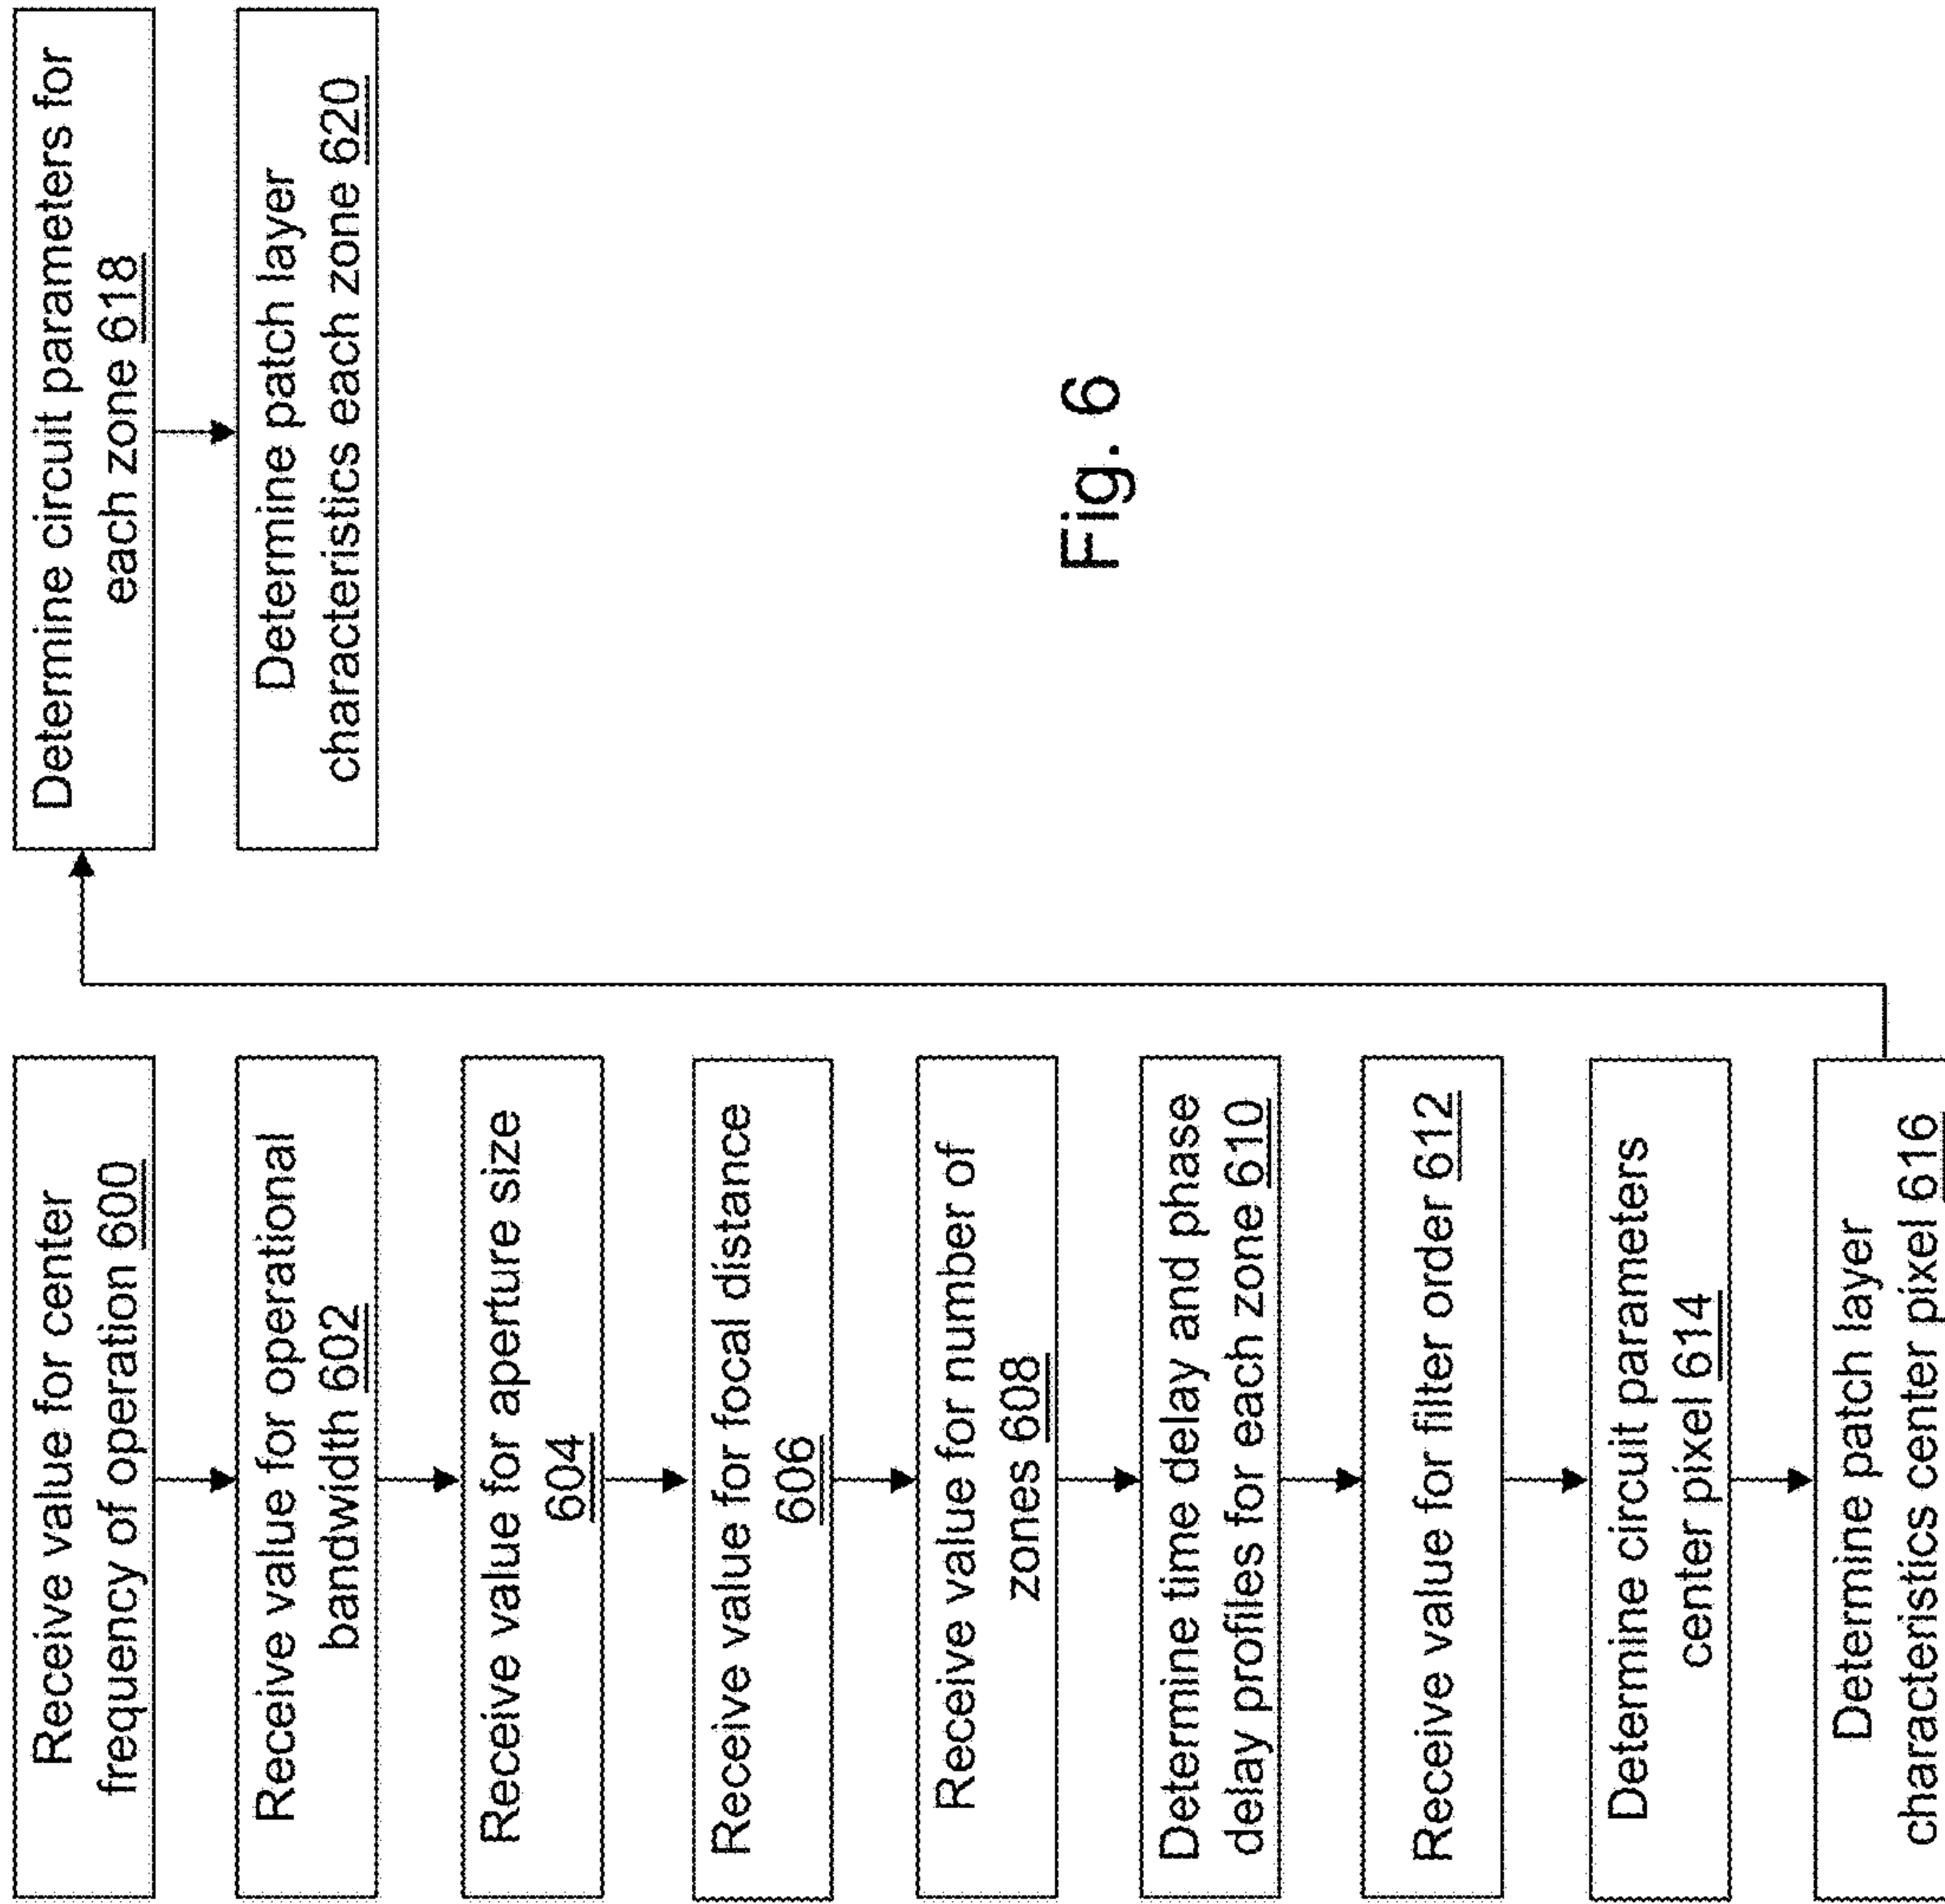 Receive value for center
frequency of operation 600
Receive value for operational
bandwidth 602
Receive value for aperture size
604
Receive value for focal distance
606
Receive value for number of
zones 608
Determine time delay and phase
delay profiles for each zone 610
Receive value for filter order 612
Determine circuit parameters
center pixel 614
Determine patch layer
characteristics center pixel 616
Determine circuit parameters for
each zone 618
Determine patch layer
characteristics each zone 620
Fig. 6